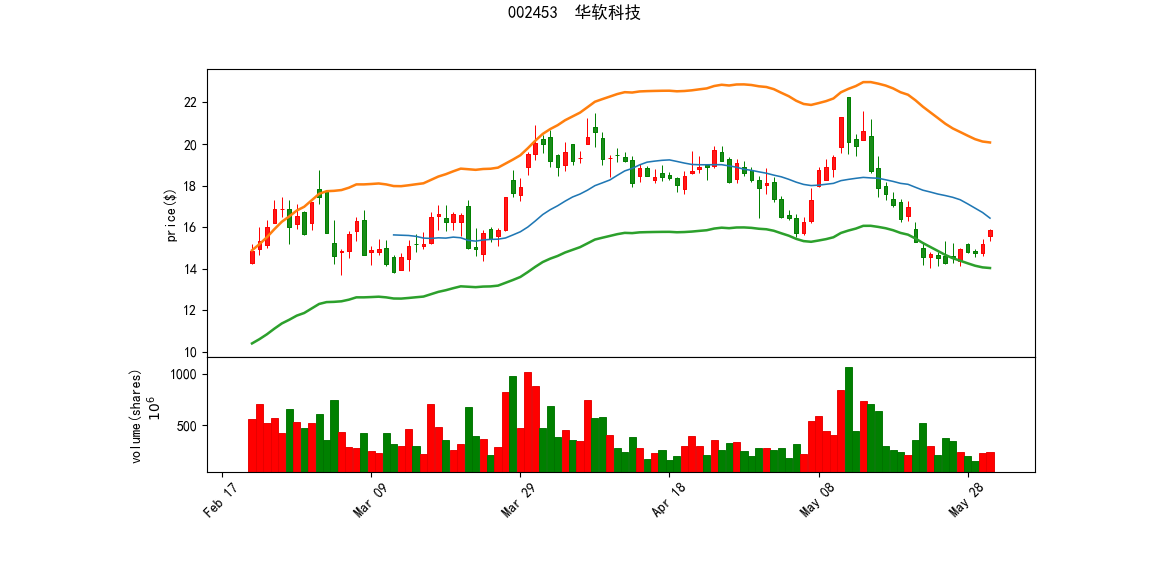 002453 华软科技
price($)
22
20
18
16
14
12
10
volume(shares)
10^6
1000
500
Feb 17
Mar 09
Mar 29
Apr 18
May 08
May 28